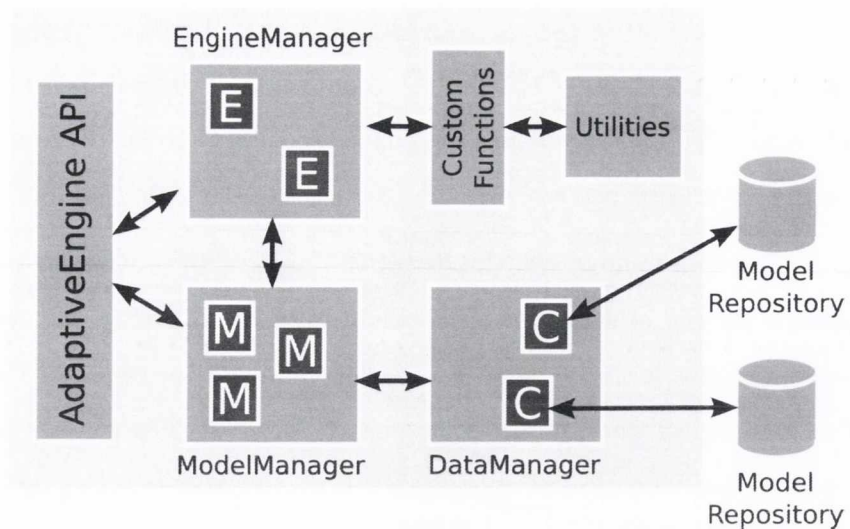 EngineManager
AdaptiveEngine API
E
E
Custom
Functions
Utilities
Model
Repository
M
M
M
C
C
ModelManager
DataManager
Model
Repository